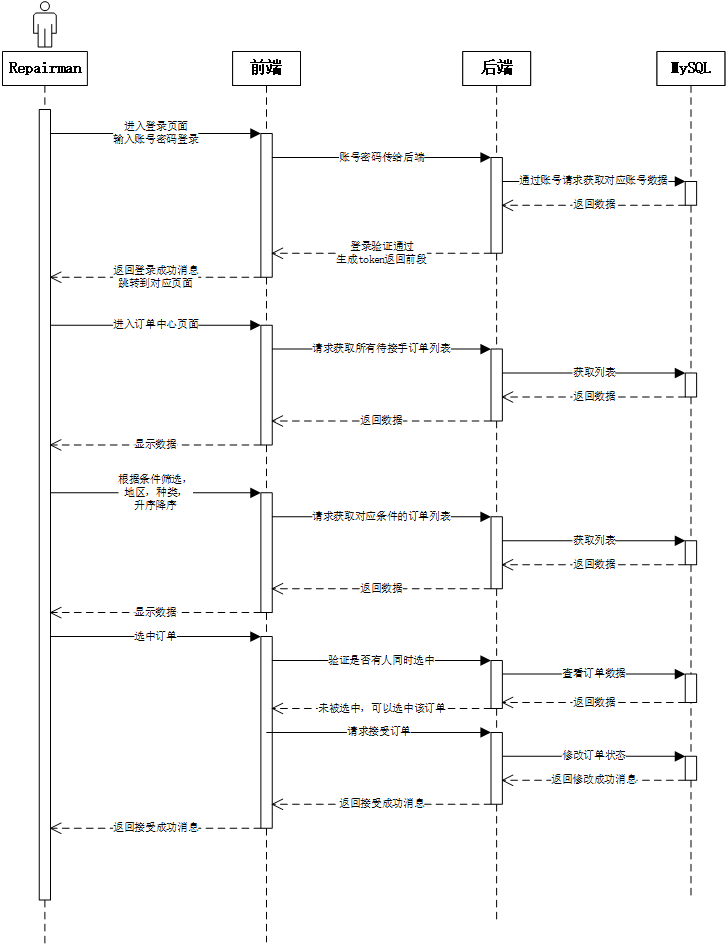 Repairman
前端
后端
MySQL
进入登录页面
输入账号密码登录
账号密码传给后端
通过账号请求获取对应账号数据
返回数据
登录验证通过
生成token返回前段
返回登录成功消息
跳转到对应页面
进入订单中心页面
请求获取所有待接手订单列表
获取列表
返回数据
返回数据
显示数据
根据条件筛选,
地区, 种类,
升序降序
请求获取对应条件的订单列表
获取列表
返回数据
返回数据
显示数据
选中订单
验证是否有人同时选中
查看订单数据
返回数据
未被选中, 可以选中该订单
请求接受订单
修改订单状态
返回修改成功消息
返回接受成功消息
返回接受成功消息